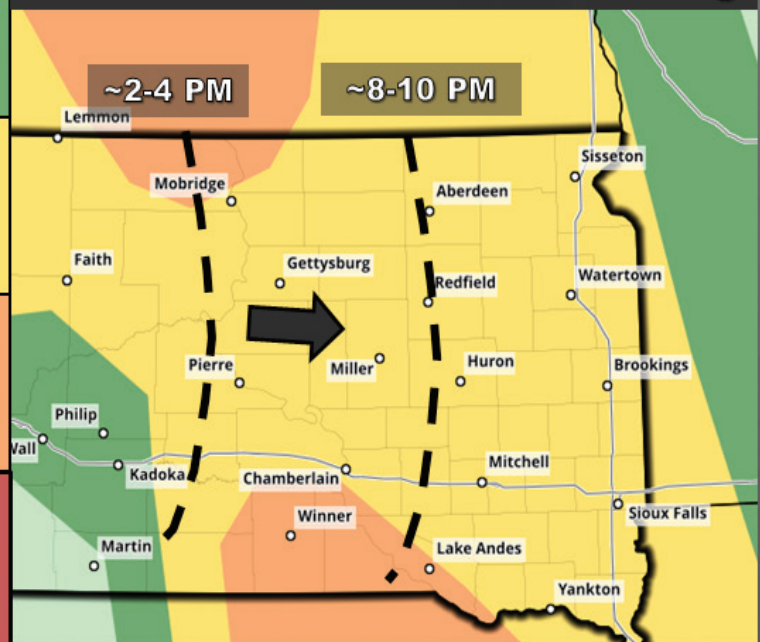 ~2-4 PM
~8-10 PM
Lemmon
Sisseton
Mobridge
Aberdeen
Faith
Gettysburg
Redfield
Watertown
Pierre
Miller
Huron
Brookings
Philip
Wall
Kadoka
Chamberlain
Mitchell
Winner
Sioux Falls
Martin
Lake Andes
Yankton